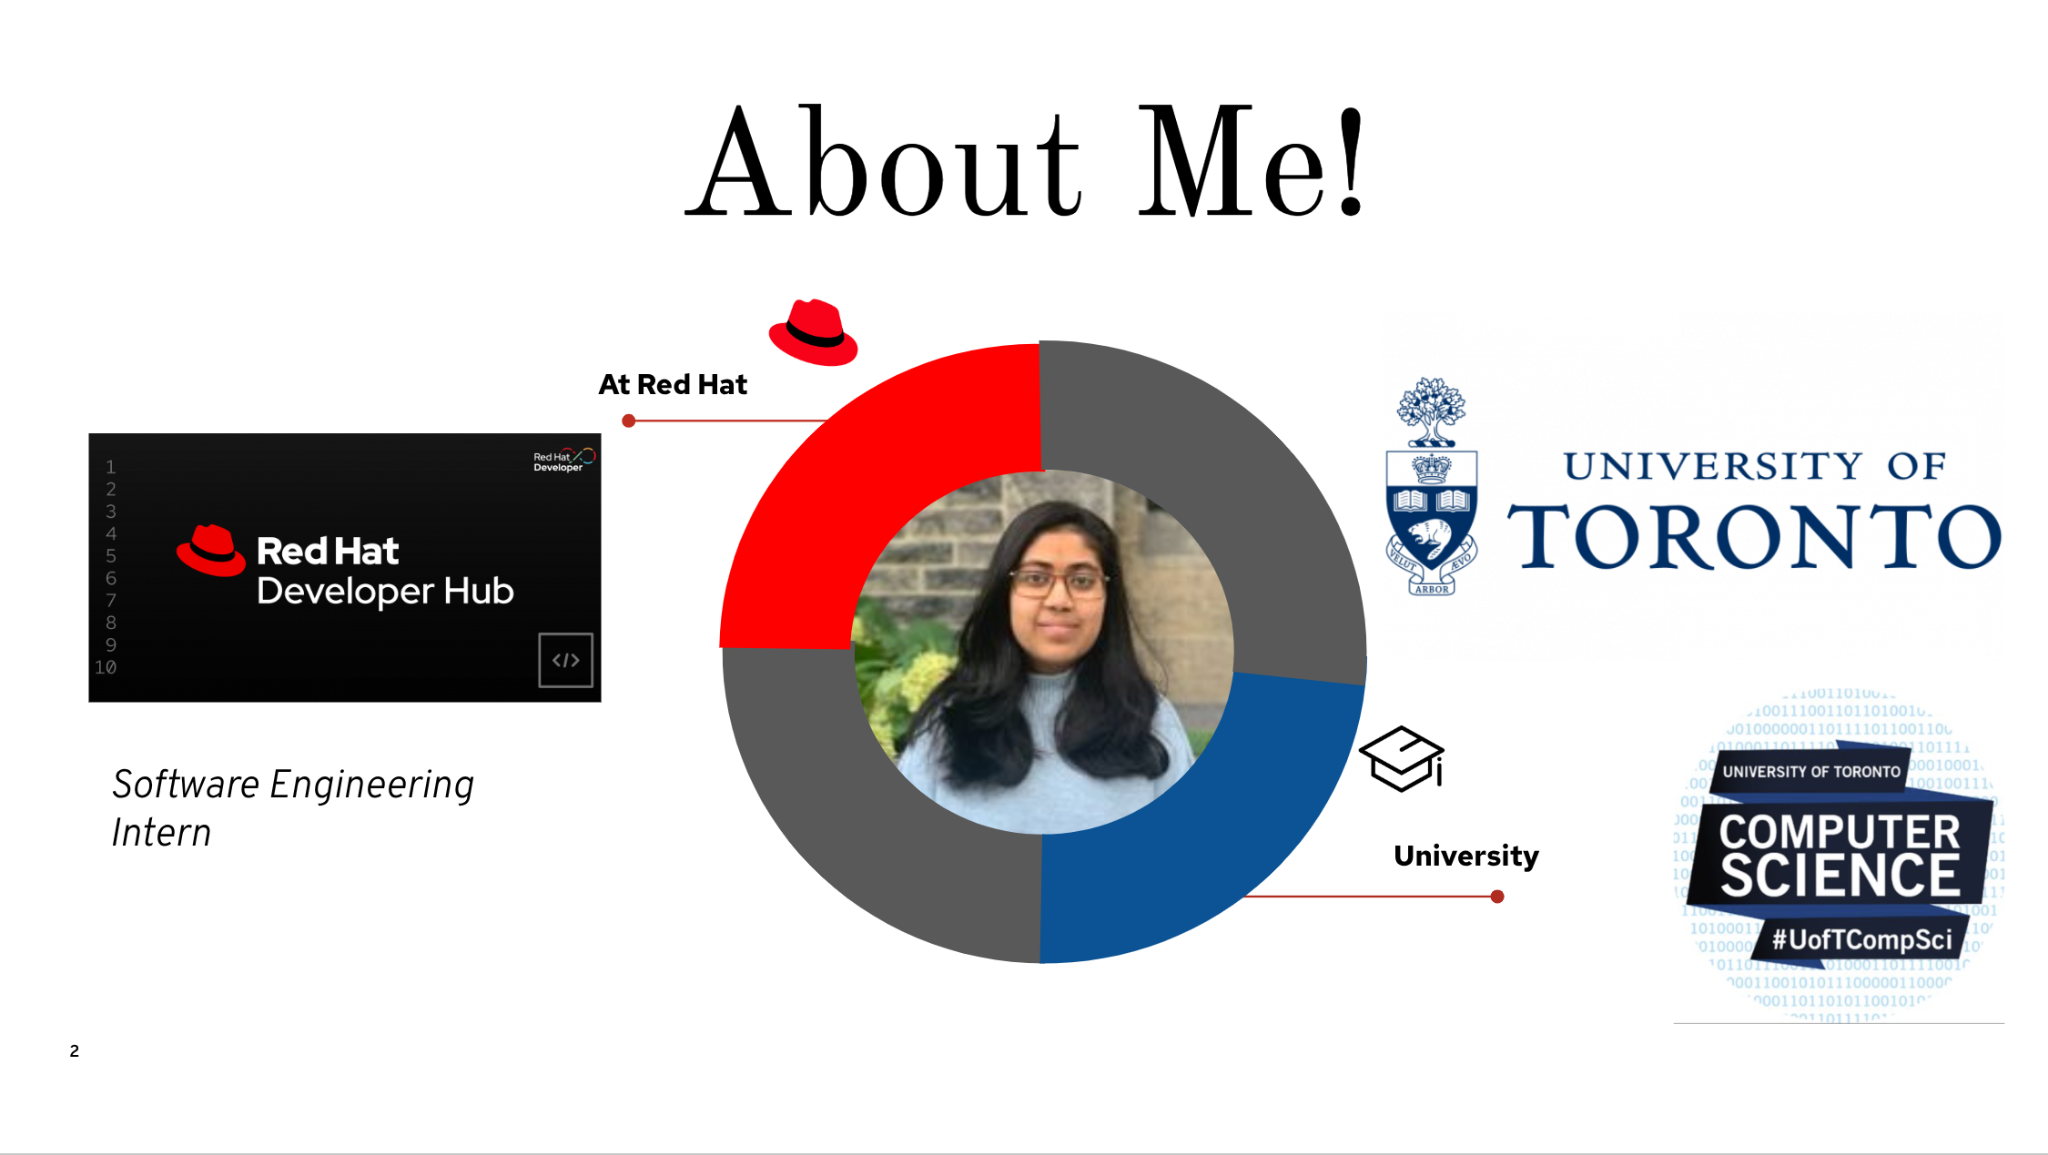 About Me!
At Red Hat
1
2
3
4
5
6
7
8
9
10
Red Hat
Developer
Red Hat
Developer Hub
</>
Software Engineering
Intern
UNIVERSITY OF
TORONTO
VELUT ÆVO
ARBOR
University
UNIVERSITY OF TORONTO
COMPUTER
SCIENCE
#UofTCompSci
2